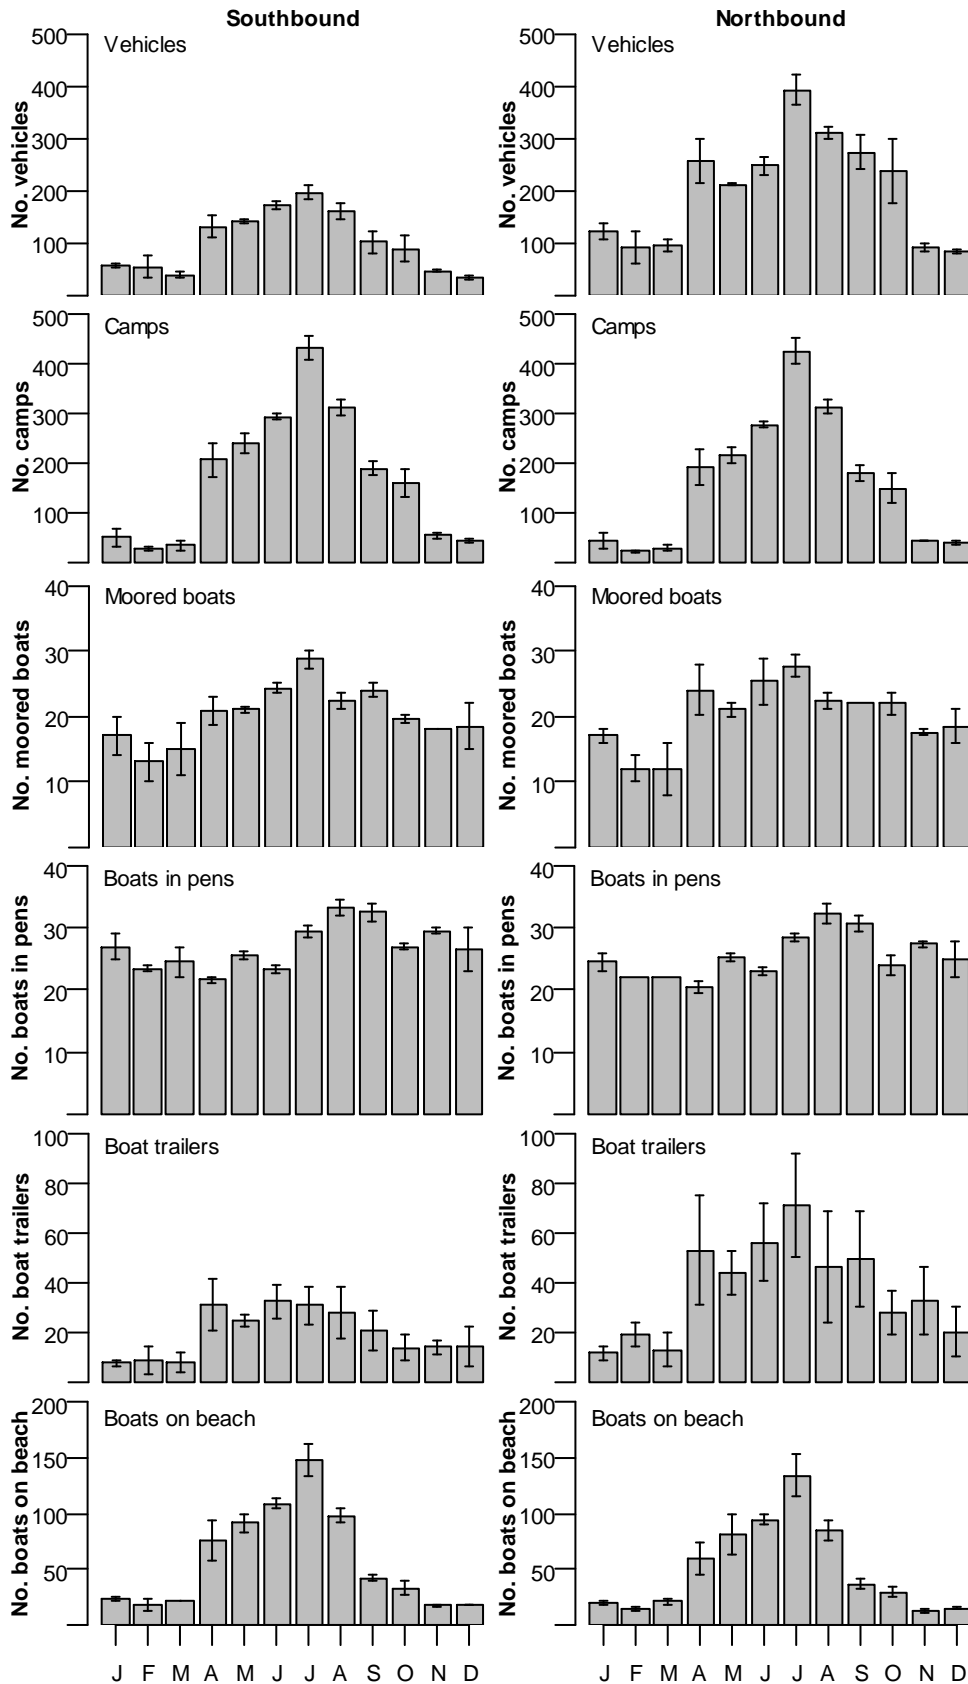 Southbound Northbound
Vehicles Vehicles
No. vehicles
500
400
300
200
100
No. vehicles
500
400
300
200
100
Camps Camps
No. camps
500
400
300
200
100
No. camps
500
400
300
200
100
Moored boats Moored boats
No. moored boats
40
30
20
10
No. moored boats
40
30
20
10
Boats in pens Boats in pens
No. boats in pens
40
30
20
10
No. boats in pens
40
30
20
10
Boat trailers Boat trailers
No. boat trailers
100
80
60
40
20
No. boat trailers
100
80
60
40
20
Boats on beach Boats on beach
No. boats on beach
200
150
100
50
No. boats on beach
200
150
100
50
J F M A M J J A S O N D J F M A M J J A S O N D